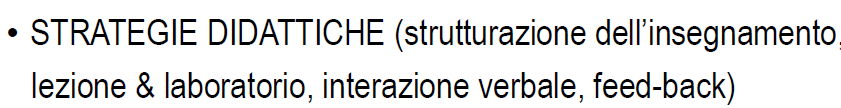 • STRATEGIE DIDATTICHE (strutturazione dell'insegnamento,
lezione & laboratorio, interazione verbale, feed-back)